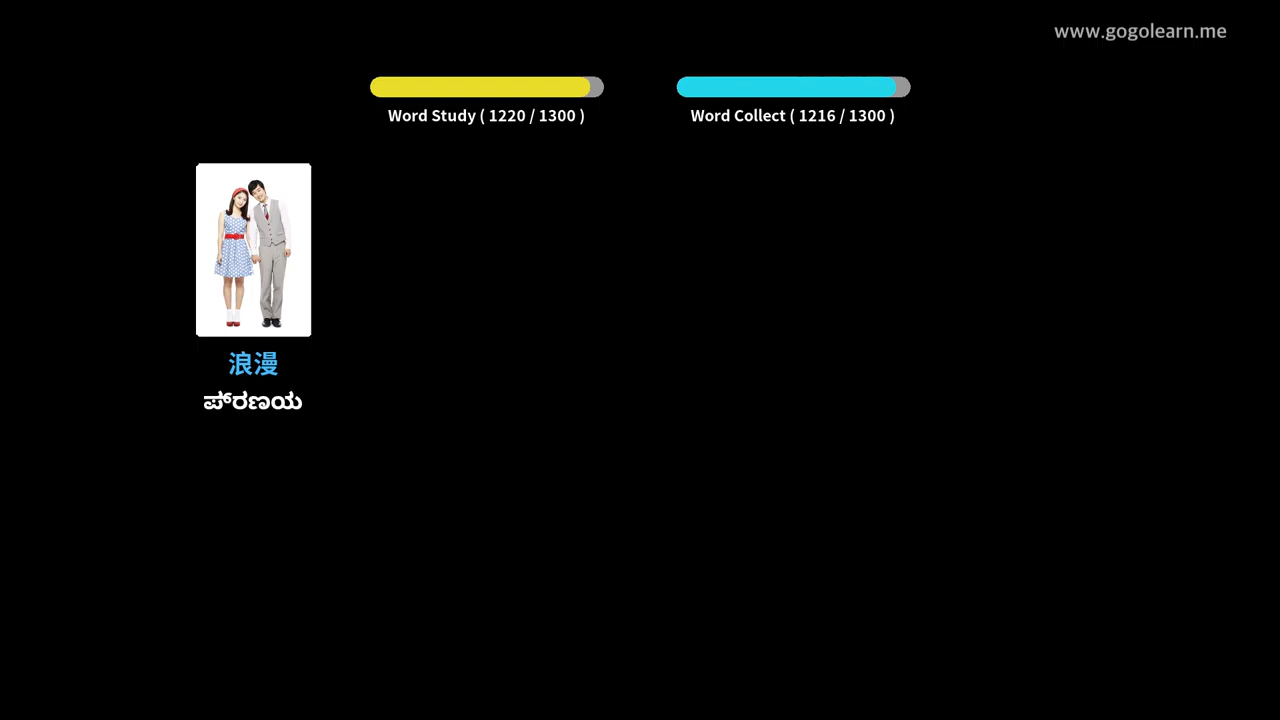 www.gogolearn.me
Word Study ( 1220 / 1300 )
Word Collect ( 1216 / 1300 )
浪漫
ಪ್ರಣಯ